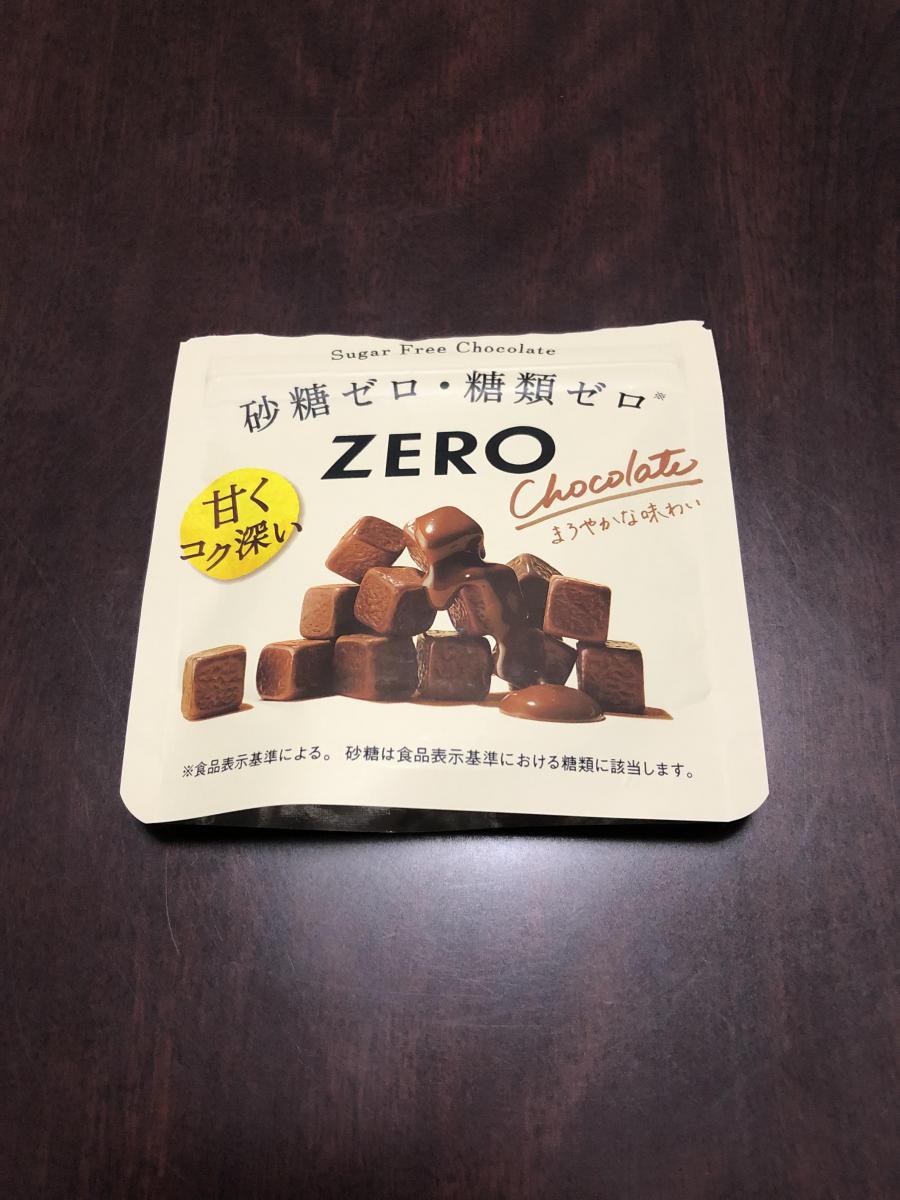 Sugar Free Chocolate
砂糖ゼロ・糖類ゼロ※
ZERO
Chocolate
まろやかな味わい
甘く
コク深い
※食品表示基準による。 砂糖は食品表示基準における糖類に該当します。